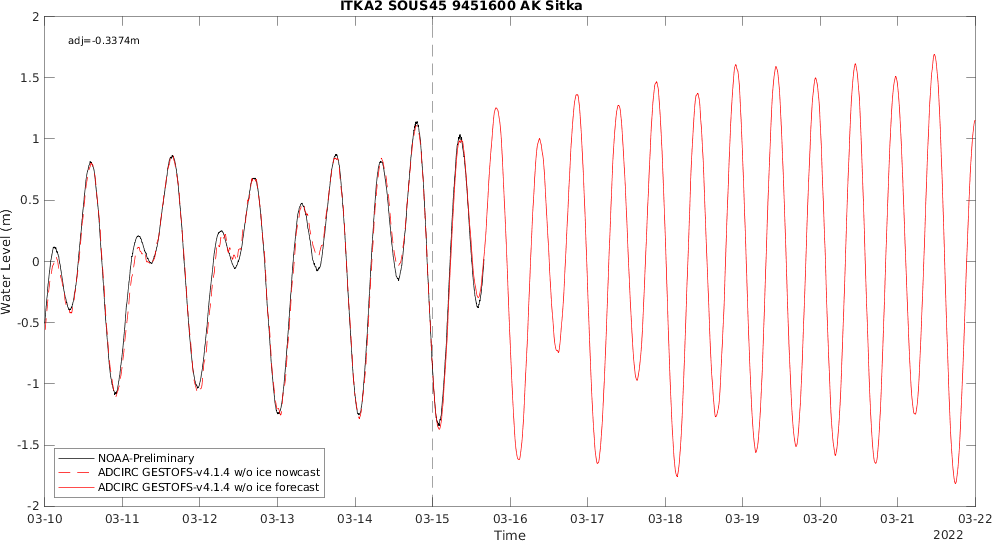 ITKA2 SOUS45 9451600 AK Sitka
adj=-0.3374m
Water Level (m)
2
1.5
1
0.5
0
-0.5
-1
-1.5
-2
NOAA-Preliminary
ADCIRC GESTOFS-v4.1.4 w/o ice nowcast
ADCIRC GESTOFS-v4.1.4 w/o ice forecast
03-10 03-11 03-12 03-13 03-14 03-15 03-16 03-17 03-18 03-19 03-20 03-21 03-22
Time
2022